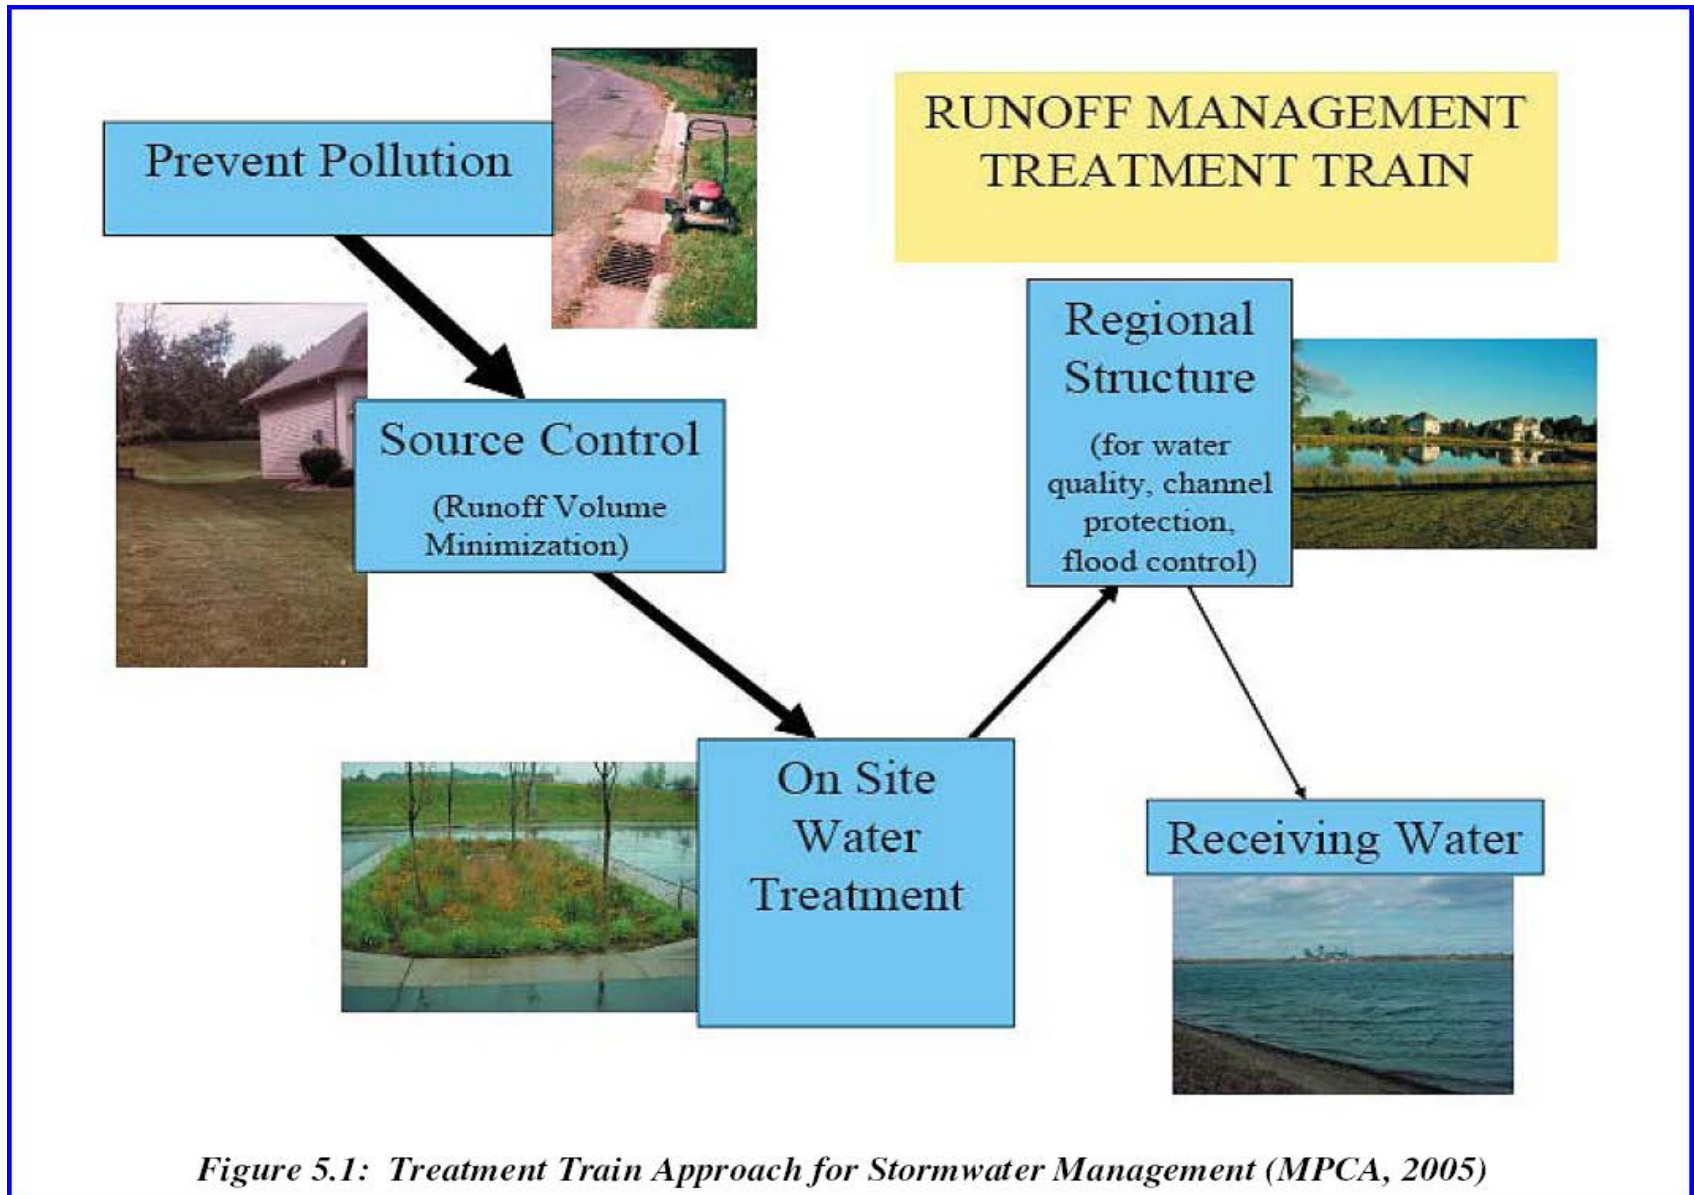 RUNOFF MANAGEMENT
TREATMENT TRAIN
Prevent Pollution
Source Control
(Runoff Volume
Minimization)
On Site
Water
Treatment
Regional
Structure
(for water
quality, channel
protection,
flood control)
Receiving Water
Figure 5.1: Treatment Train Approach for Stormwater Management (MPCA, 2005)